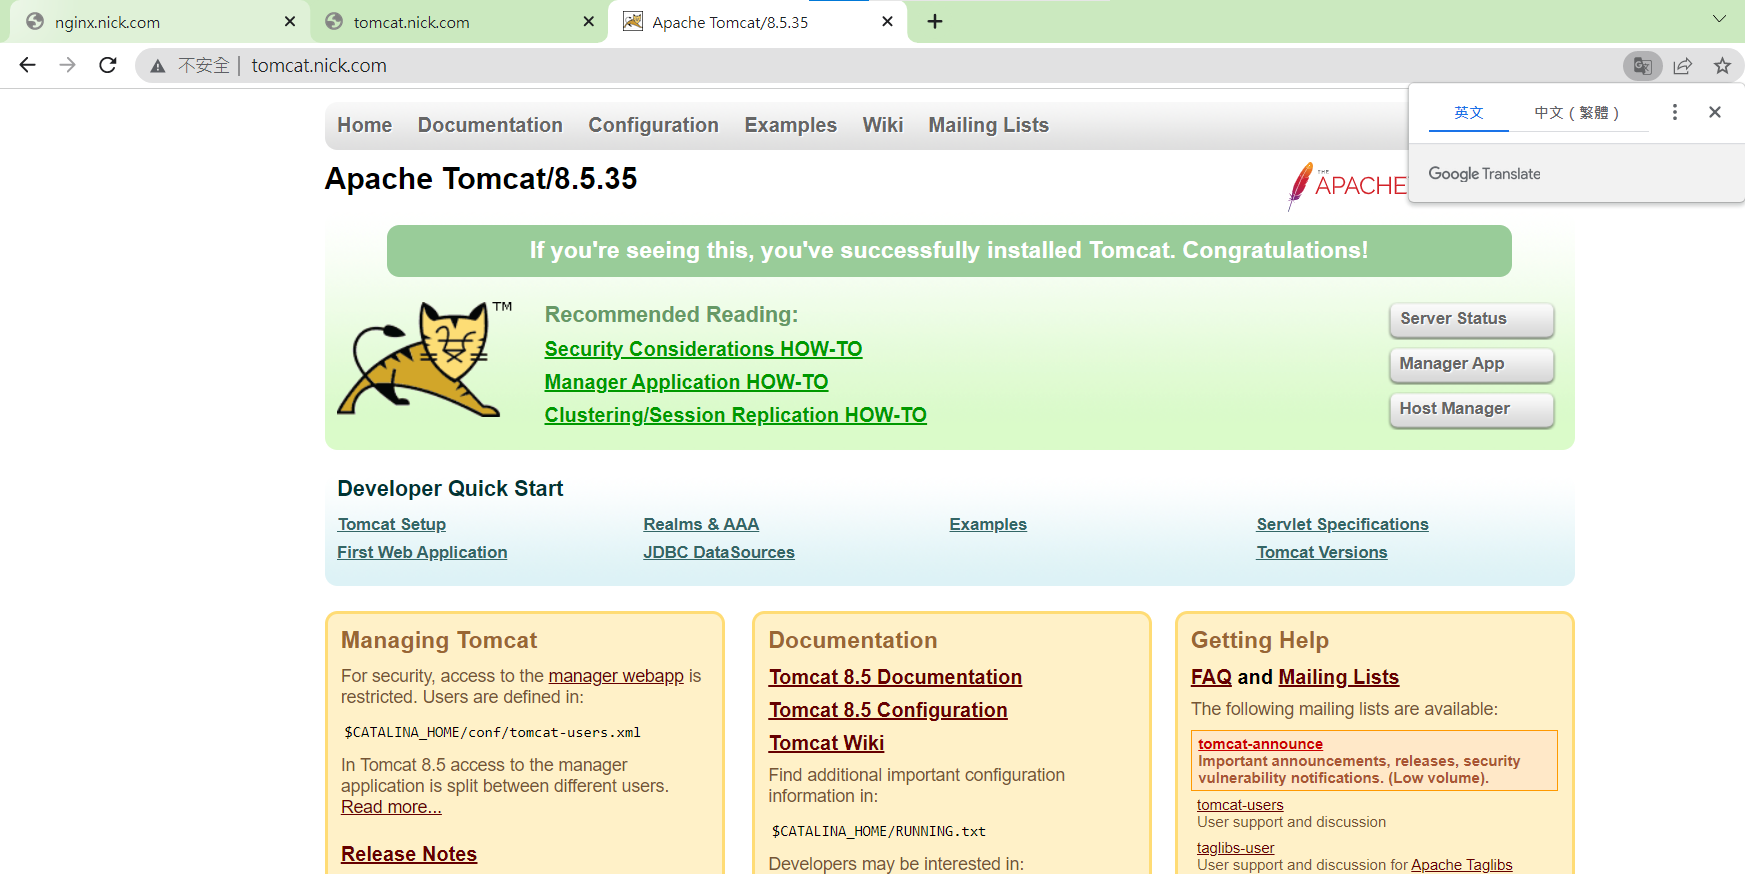 nginx.nick.com
tomcat.nick.com
Apache Tomcat/8.5.35
不安全 | tomcat.nick.com
英文 中文（繁體）
Google Translate
Home Documentation Configuration Examples Wiki Mailing Lists
Apache Tomcat/8.5.35
THE
APACHE
If you're seeing this, you've successfully installed Tomcat. Congratulations!
TM
Recommended Reading:
Security Considerations HOW-TO
Manager Application HOW-TO
Clustering/Session Replication HOW-TO
Server Status
Manager App
Host Manager
Developer Quick Start
Tomcat Setup
First Web Application
Realms & AAA
JDBC DataSources
Examples
Servlet Specifications
Tomcat Versions
Managing Tomcat
For security, access to the manager webapp is
restricted. Users are defined in:
$CATALINA_HOME/conf/tomcat-users.xml
In Tomcat 8.5 access to the manager
application is split between different users.
Read more...
Release Notes
Documentation
Tomcat 8.5 Documentation
Tomcat 8.5 Configuration
Tomcat Wiki
Find additional important configuration
information in:
$CATALINA_HOME/RUNNING.txt
Developers may be interested in:
Getting Help
FAQ and Mailing Lists
The following mailing lists are available:
tomcat-announce
Important announcements, releases, security
vulnerability notifications. (Low volume).
tomcat-users
User support and discussion
taglibs-user
User support and discussion for Apache Taglibs